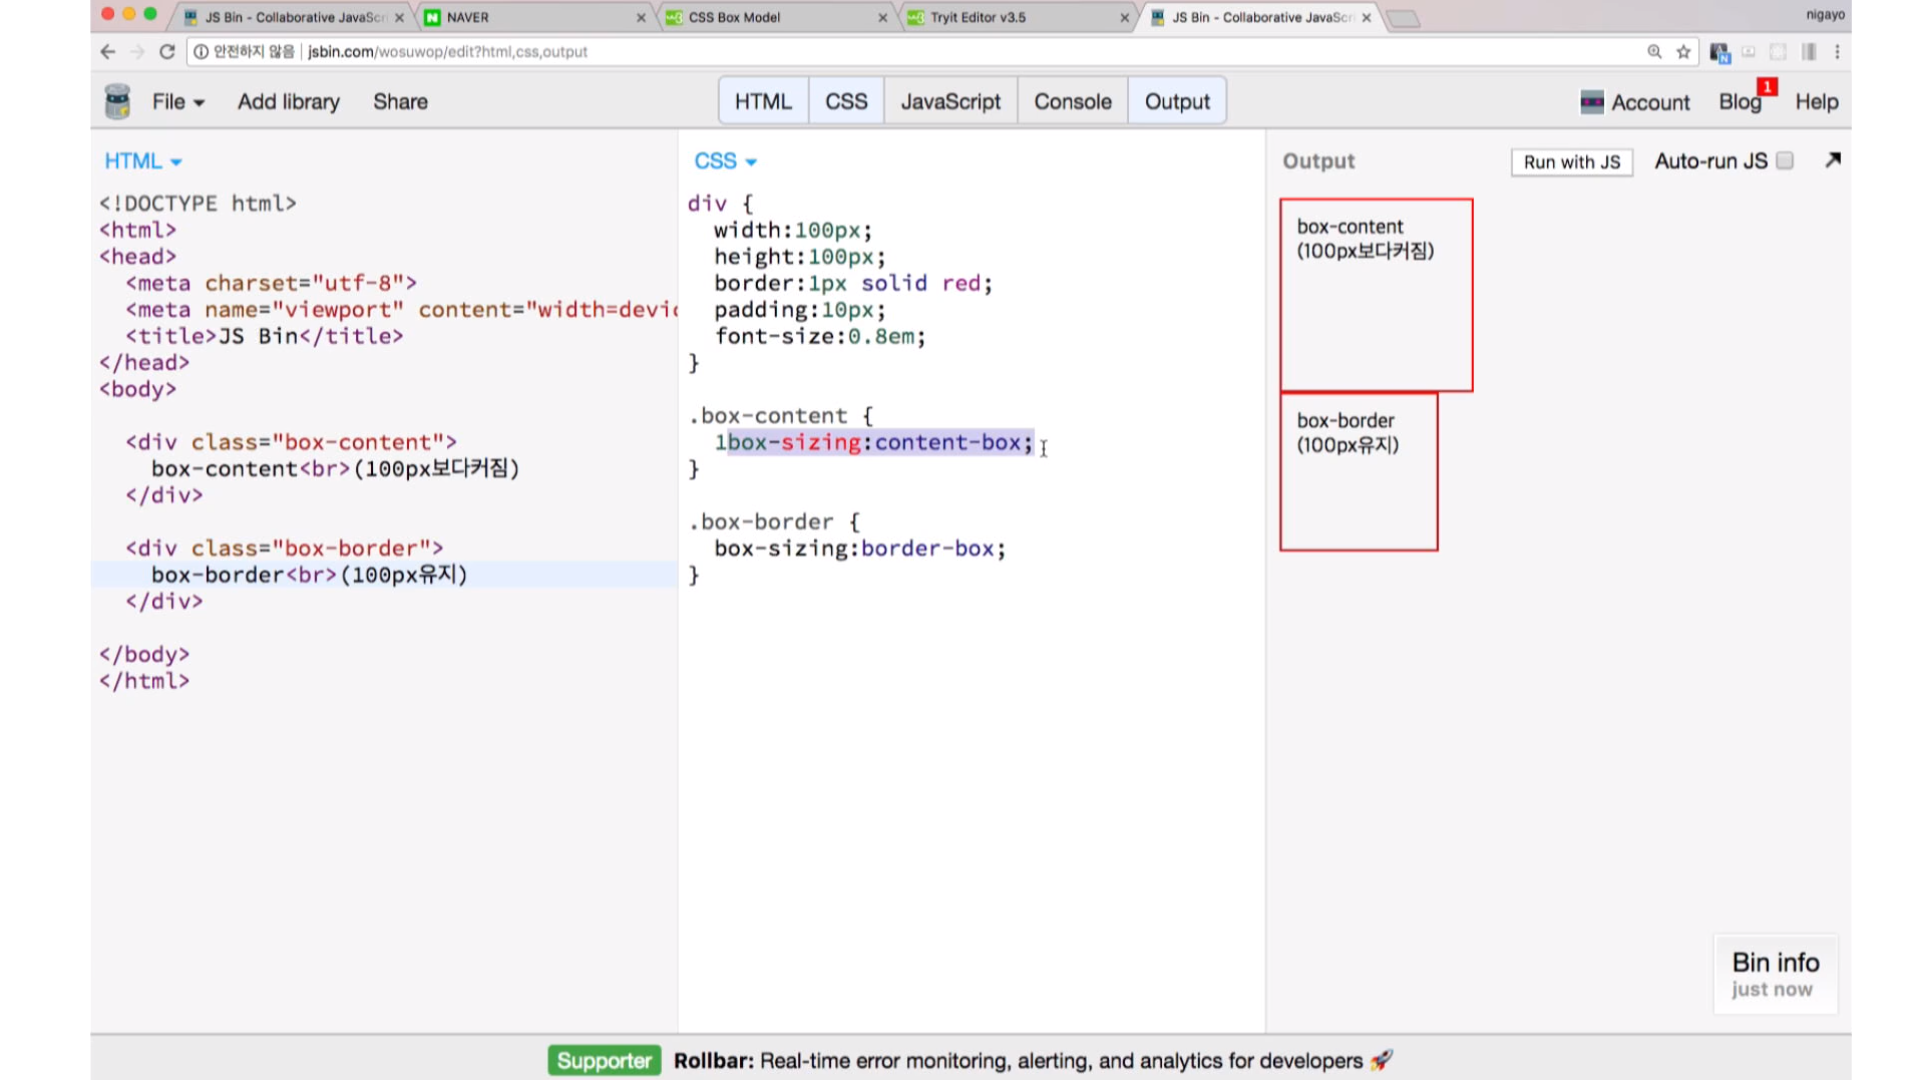 JS Bin - Collaborative JavaScri
NAVER
CSS Box Model
Tryit Editor v3.5
JS Bin - Collaborative JavaScri
nigayo
안전하지 않음 | jsbin.com/wosuwop/edit?html,css,output
File
Add library
Share
HTML
CSS
JavaScript
Console
Output
Account
Blog
1
Help
HTML
<!DOCTYPE html>
<html>
<head>
<meta charset="utf-8">
<meta name="viewport" content="width=devic
<title>JS Bin</title>
</head>
<body>
<div class="box-content">
box-content<br>(100px보다커짐)
</div>
<div class="box-border">
box-border<br>(100px유지)
</div>
</body>
</html>
CSS
div {
width:100px;
height:100px;
border:1px solid red;
padding:10px;
font-size:0.8em;
}
.box-content {
1box-sizing:content-box;
}
.box-border {
box-sizing:border-box;
}
Output
Run with JS
Auto-run JS
box-content
(100px보다커짐)
box-border
(100px유지)
Bin info
just now
Supporter
Rollbar: Real-time error monitoring, alerting, and analytics for developers 🚀